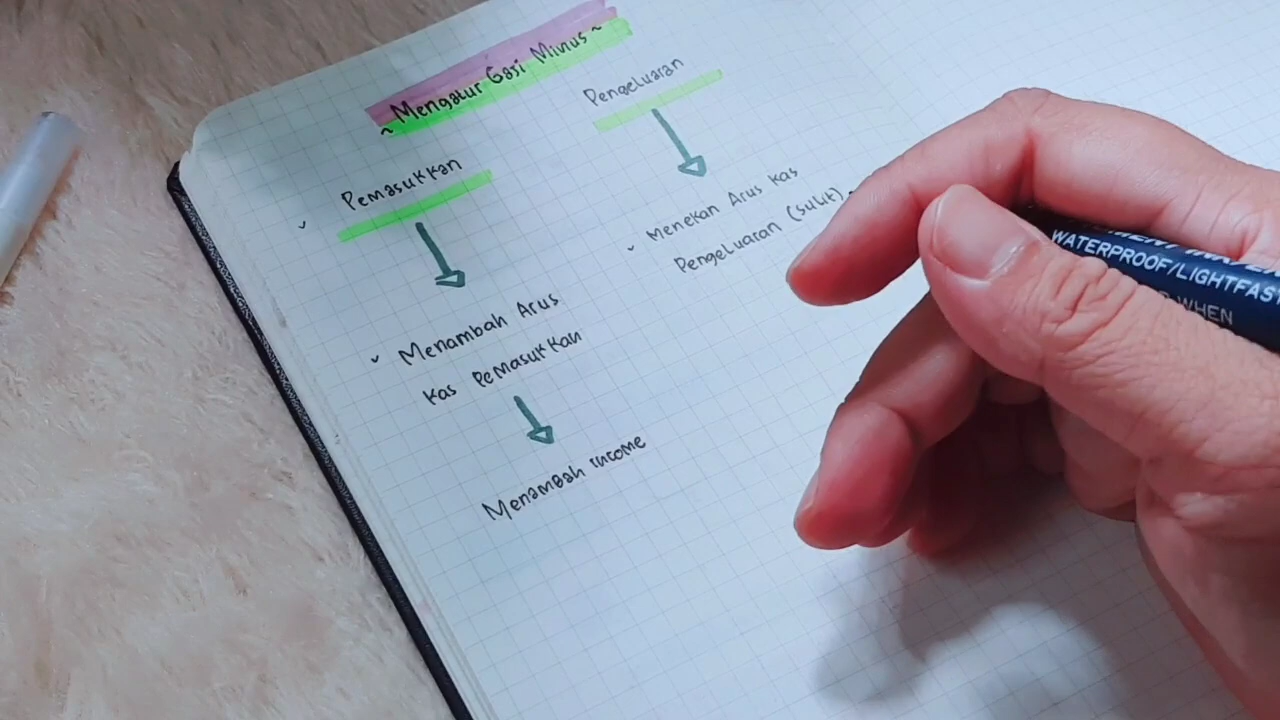 ~ Mengatur Gaji Minus ~
Pemasukkan
Menambah Arus
Kas Pemasukkan
Menambah income
Pengeluaran
Menekan Arus Kas
Pengeluaran (sulit)
WATERPROOF/LIGHTFAST
WHEN